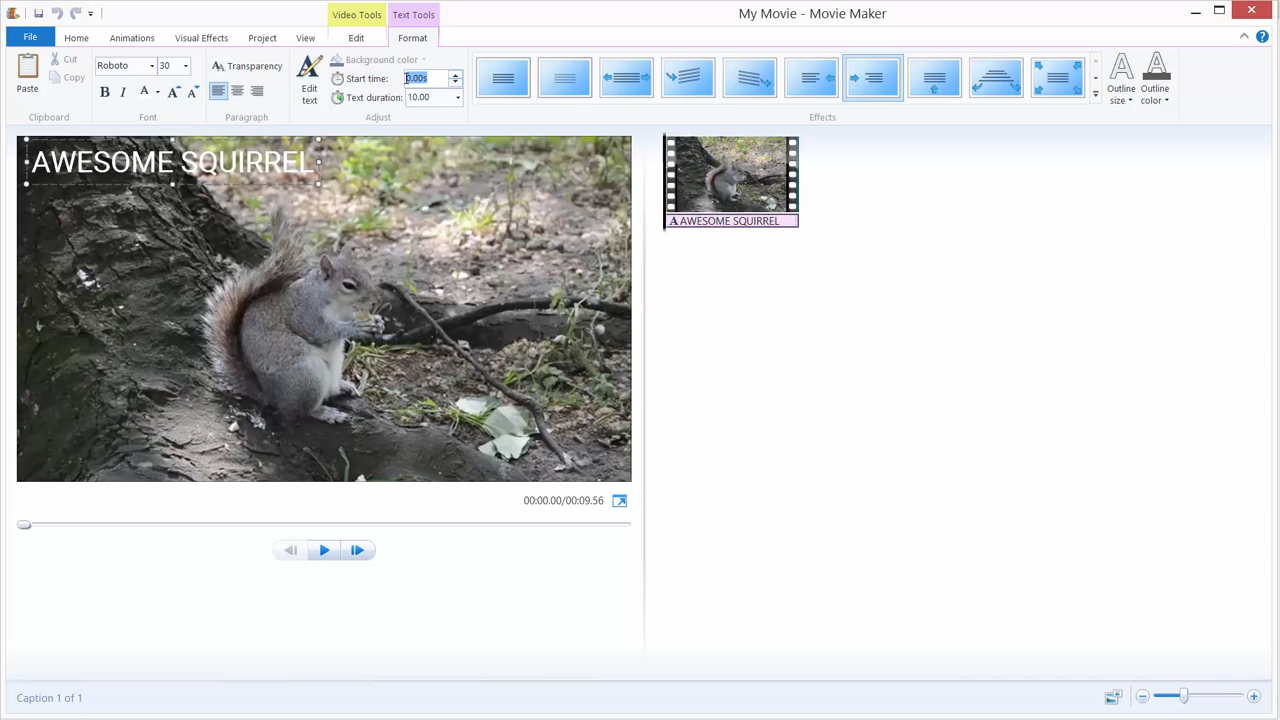 Video Tools Text Tools My Movie - Movie Maker
File Home Animations Visual Effects Project View Edit Format
Paste Cut Copy
Clipboard
Roboto 30
B I A A A
Font
Transparency
Paragraph
Edit text
Background color
Start time: 0.00s
Text duration: 10.00
Adjust
Effects
Outline size
Outline color
AWESOME SQUIRREL
A AWESOME SQUIRREL
00:00.00/00:09.56
Caption 1 of 1